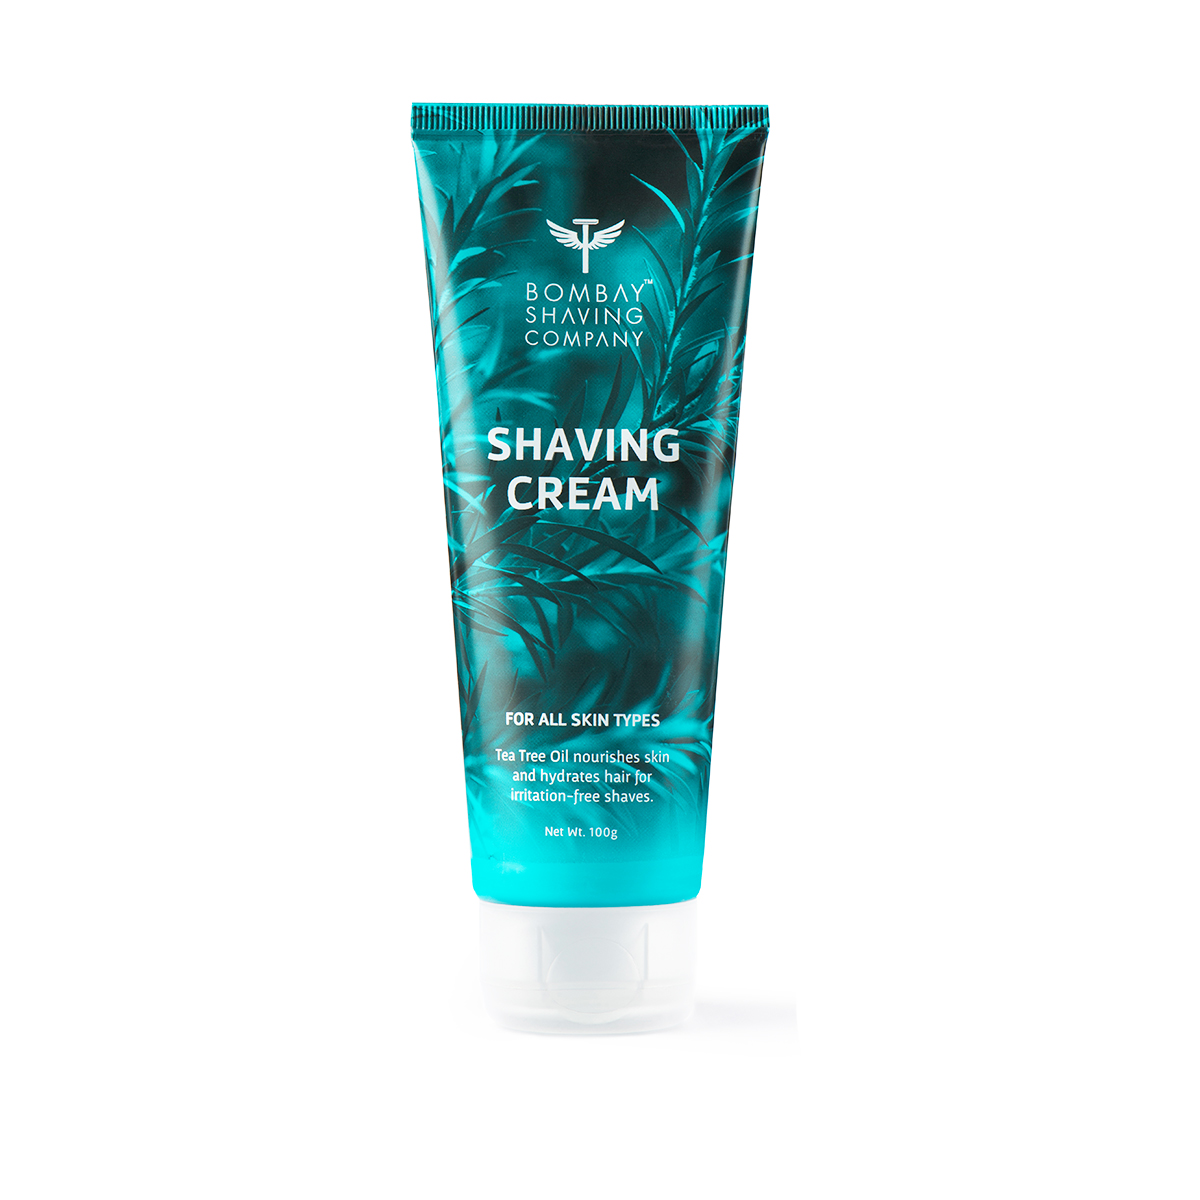 BOMBAY™
SHAVING
COMPANY
SHAVING
CREAM
FOR ALL SKIN TYPES
Tea Tree Oil nourishes skin
and hydrates hair for
irritation-free shaves.
Net Wt. 100g